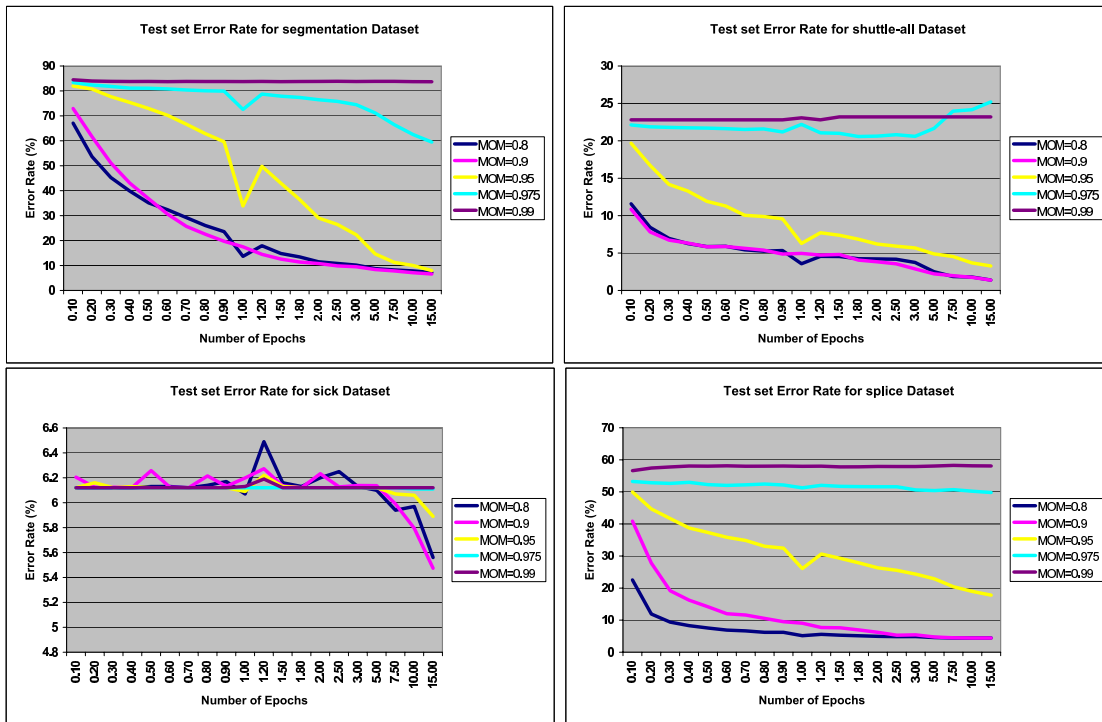 Test set Error Rate for segmentation Dataset
Error Rate (%)
90
80
70
60
50
40
30
20
10
0
0.10 0.20 0.30 0.40 0.50 0.60 0.70 0.80 0.90 1.00 1.20 1.50 1.80 2.00 2.50 3.00 5.00 7.50 10.00 15.00
Number of Epochs
MOM=0.8
MOM=0.9
MOM=0.95
MOM=0.975
MOM=0.99
Test set Error Rate for shuttle-all Dataset
Error Rate (%)
30
25
20
15
10
5
0
0.10 0.20 0.30 0.40 0.50 0.60 0.70 0.80 0.90 1.00 1.20 1.50 1.80 2.00 2.50 3.00 5.00 7.50 10.00 15.00
Number of Epochs
MOM=0.8
MOM=0.9
MOM=0.95
MOM=0.975
MOM=0.99
Test set Error Rate for sick Dataset
Error Rate (%)
6.6
6.4
6.2
6
5.8
5.6
5.4
5.2
5
4.8
0.10 0.20 0.30 0.40 0.50 0.60 0.70 0.80 0.90 1.00 1.20 1.50 1.80 2.00 2.50 3.00 5.00 7.50 10.00 15.00
Number of Epochs
MOM=0.8
MOM=0.9
MOM=0.95
MOM=0.975
MOM=0.99
Test set Error Rate for splice Dataset
Error Rate (%)
70
60
50
40
30
20
10
0
0.10 0.20 0.30 0.40 0.50 0.60 0.70 0.80 0.90 1.00 1.20 1.50 1.80 2.00 2.50 3.00 5.00 7.50 10.00 15.00
Number of Epochs
MOM=0.8
MOM=0.9
MOM=0.95
MOM=0.975
MOM=0.99